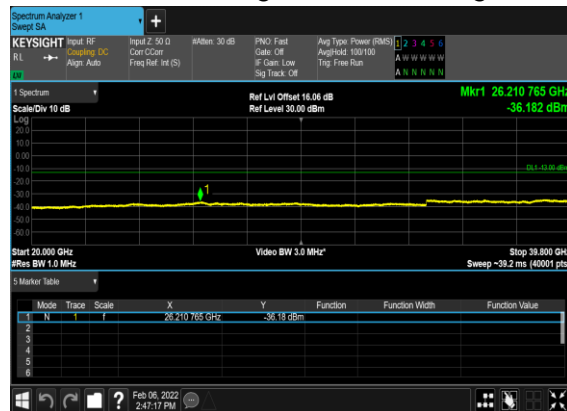 Spectrum Analyzer 1
Swept SA
+
KEYSIGHT Input: RF Input Z: 50 Ω #Atten: 30 dB PNO: Fast Avg Type: Power (RMS) 1 2 3 4 5 6
RL Coupling: DC Corr CCorr Gate: Off Avg|Hold: 100/100 A W W W W W
Align: Auto Freq Ref: Int (S) IF Gain: Low Trig: Free Run
LXI Sig Track: Off A N N N N N
1 Spectrum Ref Lvl Offset 16.06 dB Mkr1 26.210 765 GHz
Scale/Div 10 dB Ref Level 30.00 dBm -36.182 dBm
Log
20.0
10.0
0.00
-10.0 DL1 -13.00 dBm
-20.0
-30.0 1
-40.0
-50.0
-60.0
Start 20.000 GHz Video BW 3.0 MHz* Stop 39.800 GHz
#Res BW 1.0 MHz Sweep ~39.2 ms (40001 pts)
5 Marker Table
Mode Trace Scale X Y Function Function Width Function Value
1 N 1 f 26.210 765 GHz -36.18 dBm
2
3
4
5
6
? Feb 06, 2022
2:47:17 PM